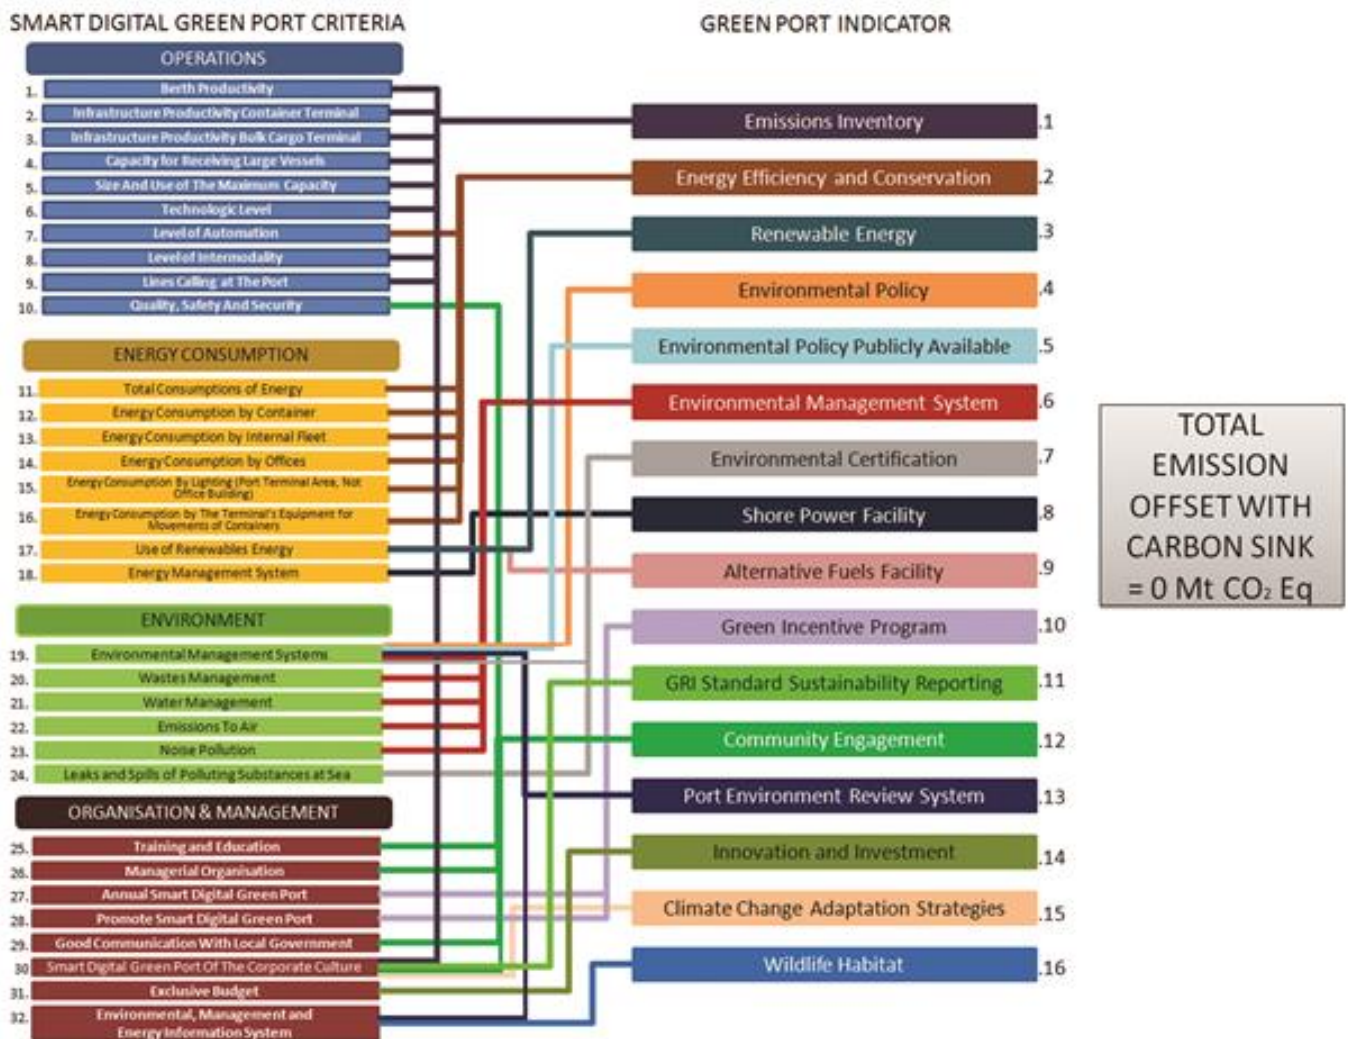 SMART DIGITAL GREEN PORT CRITERIA
OPERATIONS
1. Berth Productivity
2. Infrastructure Productivity Container Terminal
3. Infrastructure Productivity Bulk Cargo Terminal
4. Capacity for Receiving Large Vessels
5. Size And Use of The Maximum Capacity
6. Technologic Level
7. Level of Automation
8. Level of Intermodality
9. Lines Calling at The Port
10. Quality, Safety And Security
ENERGY CONSUMPTION
11. Total Consumptions of Energy
12. Energy Consumption by Container
13. Energy Consumption by Internal Fleet
14. Energy Consumption by Offices
15. Energy Consumption By Lighting (Port Terminal Area, Not
Office Building)
16. Energy Consumption by The Terminal's Equipment for
Movements of Containers
17. Use of Renewables Energy
18. Energy Management System
ENVIRONMENT
19. Environmental Management Systems
20. Wastes Management
21. Water Management
22. Emissions To Air
23. Noise Pollution
24. Leaks and Spills of Polluting Substances at Sea
ORGANISATION & MANAGEMENT
25. Training and Education
26. Managerial Organisation
27. Annual Smart Digital Green Port
28. Promote Smart Digital Green Port
29. Good Communication With Local Government
30 Smart Digital Green Port Of The Corporate Culture
31. Exclusive Budget
32. Environmental, Management and
Energy Information System
GREEN PORT INDICATOR
Emissions Inventory .1
Energy Efficiency and Conservation .2
Renewable Energy .3
Environmental Policy .4
Environmental Policy Publicly Available .5
Environmental Management System .6
Environmental Certification .7
Shore Power Facility .8
Alternative Fuels Facility .9
Green Incentive Program .10
GRI Standard Sustainability Reporting .11
Community Engagement .12
Port Environment Review System .13
Innovation and Investment .14
Climate Change Adaptation Strategies .15
Wildlife Habitat .16
TOTAL
EMISSION
OFFSET WITH
CARBON SINK
= 0 Mt CO₂ Eq